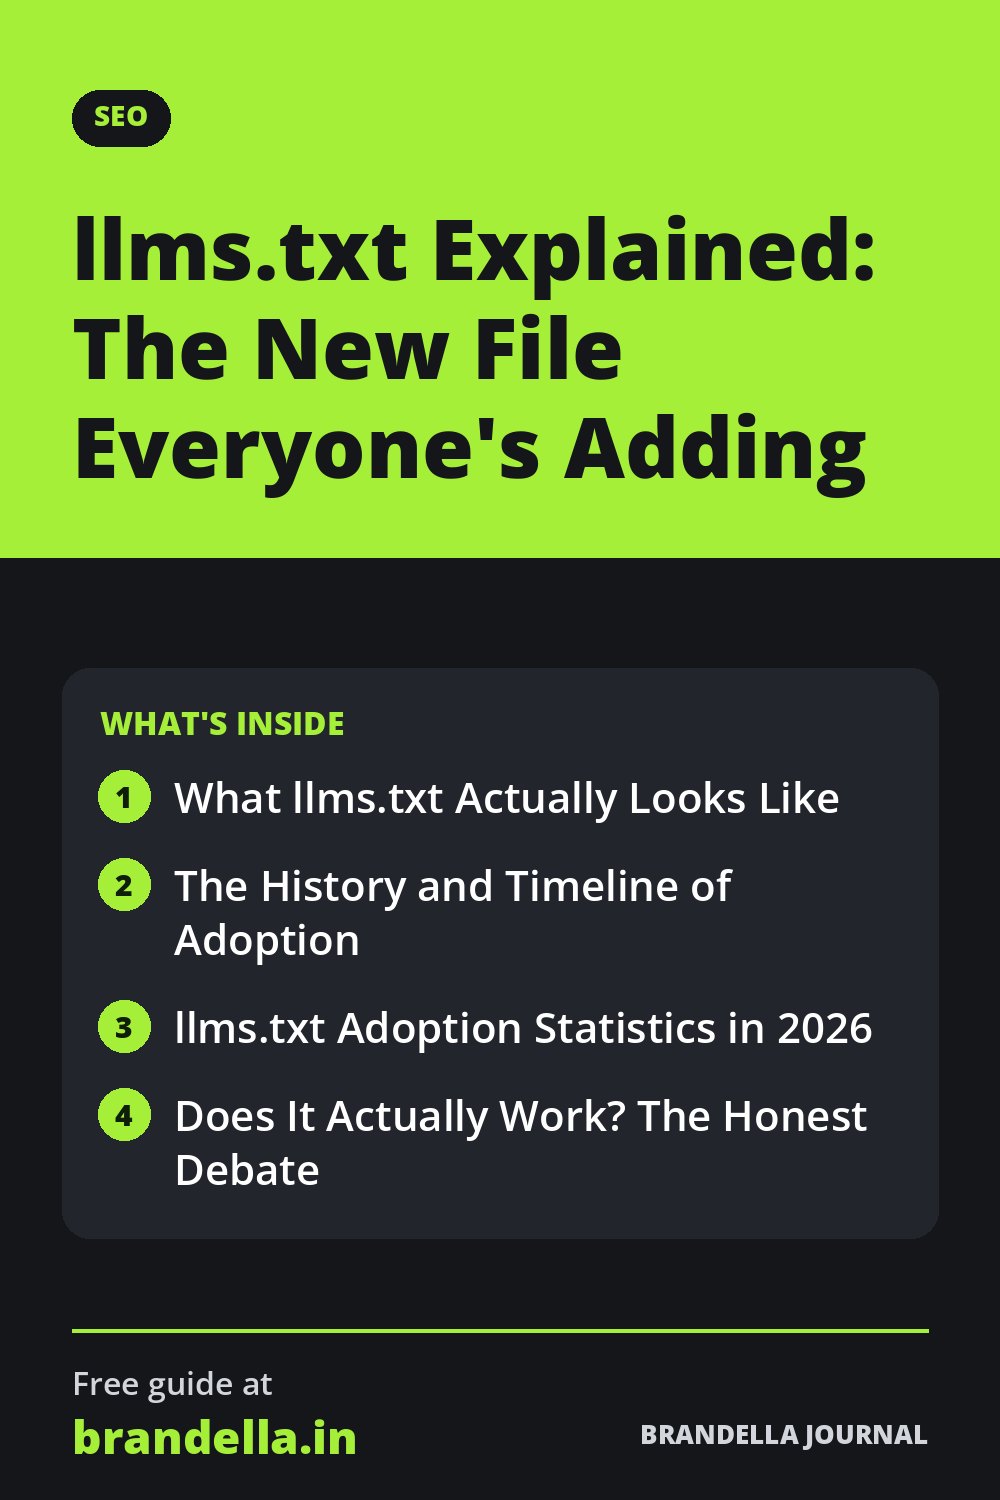 SEO
llms.txt Explained:
The New File
Everyone's Adding
WHAT'S INSIDE
1 What llms.txt Actually Looks Like
2 The History and Timeline of
Adoption
3 llms.txt Adoption Statistics in 2026
4 Does It Actually Work? The Honest
Debate
Free guide at
brandella.in
BRANDELLA JOURNAL